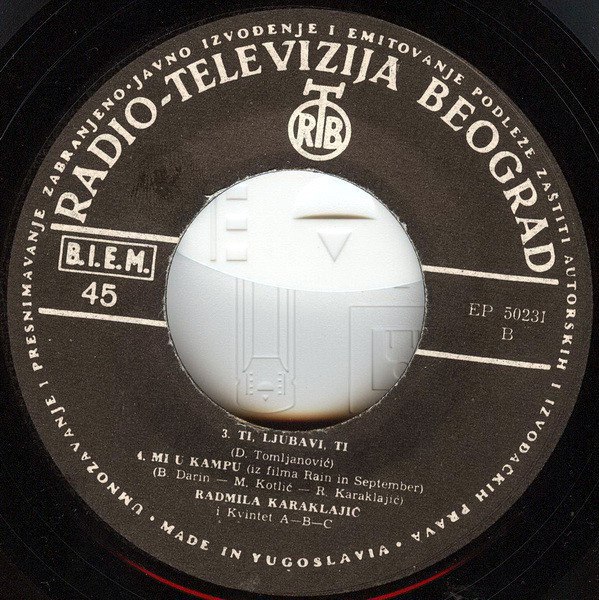 UMNOŽAVANJE I PRESNIMAVANJE ZABRANJENO · JAVNO IZVOĐENJE I EMITOVANJE PODLEŽE ZAŠTITI AUTORSKIH I IZVOĐAČKIH PRAVA · MADE IN YUGOSLAVIA ·
RADIO-TELEVIZIJA BEOGRAD
RTB
B.I.E.M.
45
EP 50231
B
3. TI, LJUBAVI, TI
(D. Tomljanović)
4. MI U KAMPU (iz filma Rain in September)
(B. Darin — M. Kotlić — R. Karaklajić)
RADMILA KARAKLAJIĆ
i Kvintet A—B—C